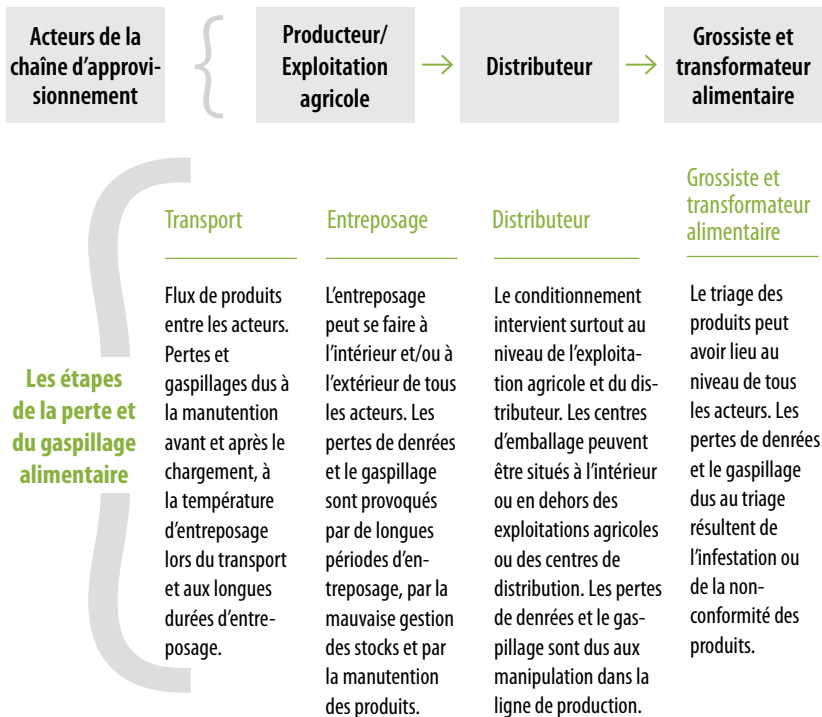 Acteurs de la
chaîne d'approvi-
sionnement
Producteur/
Exploitation
agricole
Distributeur
Grossiste et
transformateur
alimentaire
Les étapes
de la perte et
du gaspillage
alimentaire
Transport
Flux de produits
entre les acteurs.
Pertes et
gaspillages dus à
la manutention
avant et après le
chargement, à
la température
d'entreposage
lors du transport
et aux longues
durées d'entre-
posage.
Entreposage
L'entreposage
peut se faire à
l'intérieur et/ou à
l'extérieur de tous
les acteurs. Les
pertes de denrées
et le gaspillage
sont provoqués
par de longues
périodes d'en-
treposage, par la
mauvaise gestion
des stocks et par
la manutention
des produits.
Distributeur
Le conditionnement
intervient surtout au
niveau de l'exploita-
tion agricole et du dis-
tributeur. Les centres
d'emballage peuvent
être situés à l'intérieur
ou en dehors des
exploitations agricoles
ou des centres de
distribution. Les pertes
de denrées et le gas-
pillage sont dus aux
manipulation dans la
ligne de production.
Grossiste et
transformateur
alimentaire
Le triage des
produits peut
avoir lieu au
niveau de tous
les acteurs. Les
pertes de denrées
et le gaspillage
dus au triage
résultent de
l'infestation ou
de la non-
conformité des
produits.